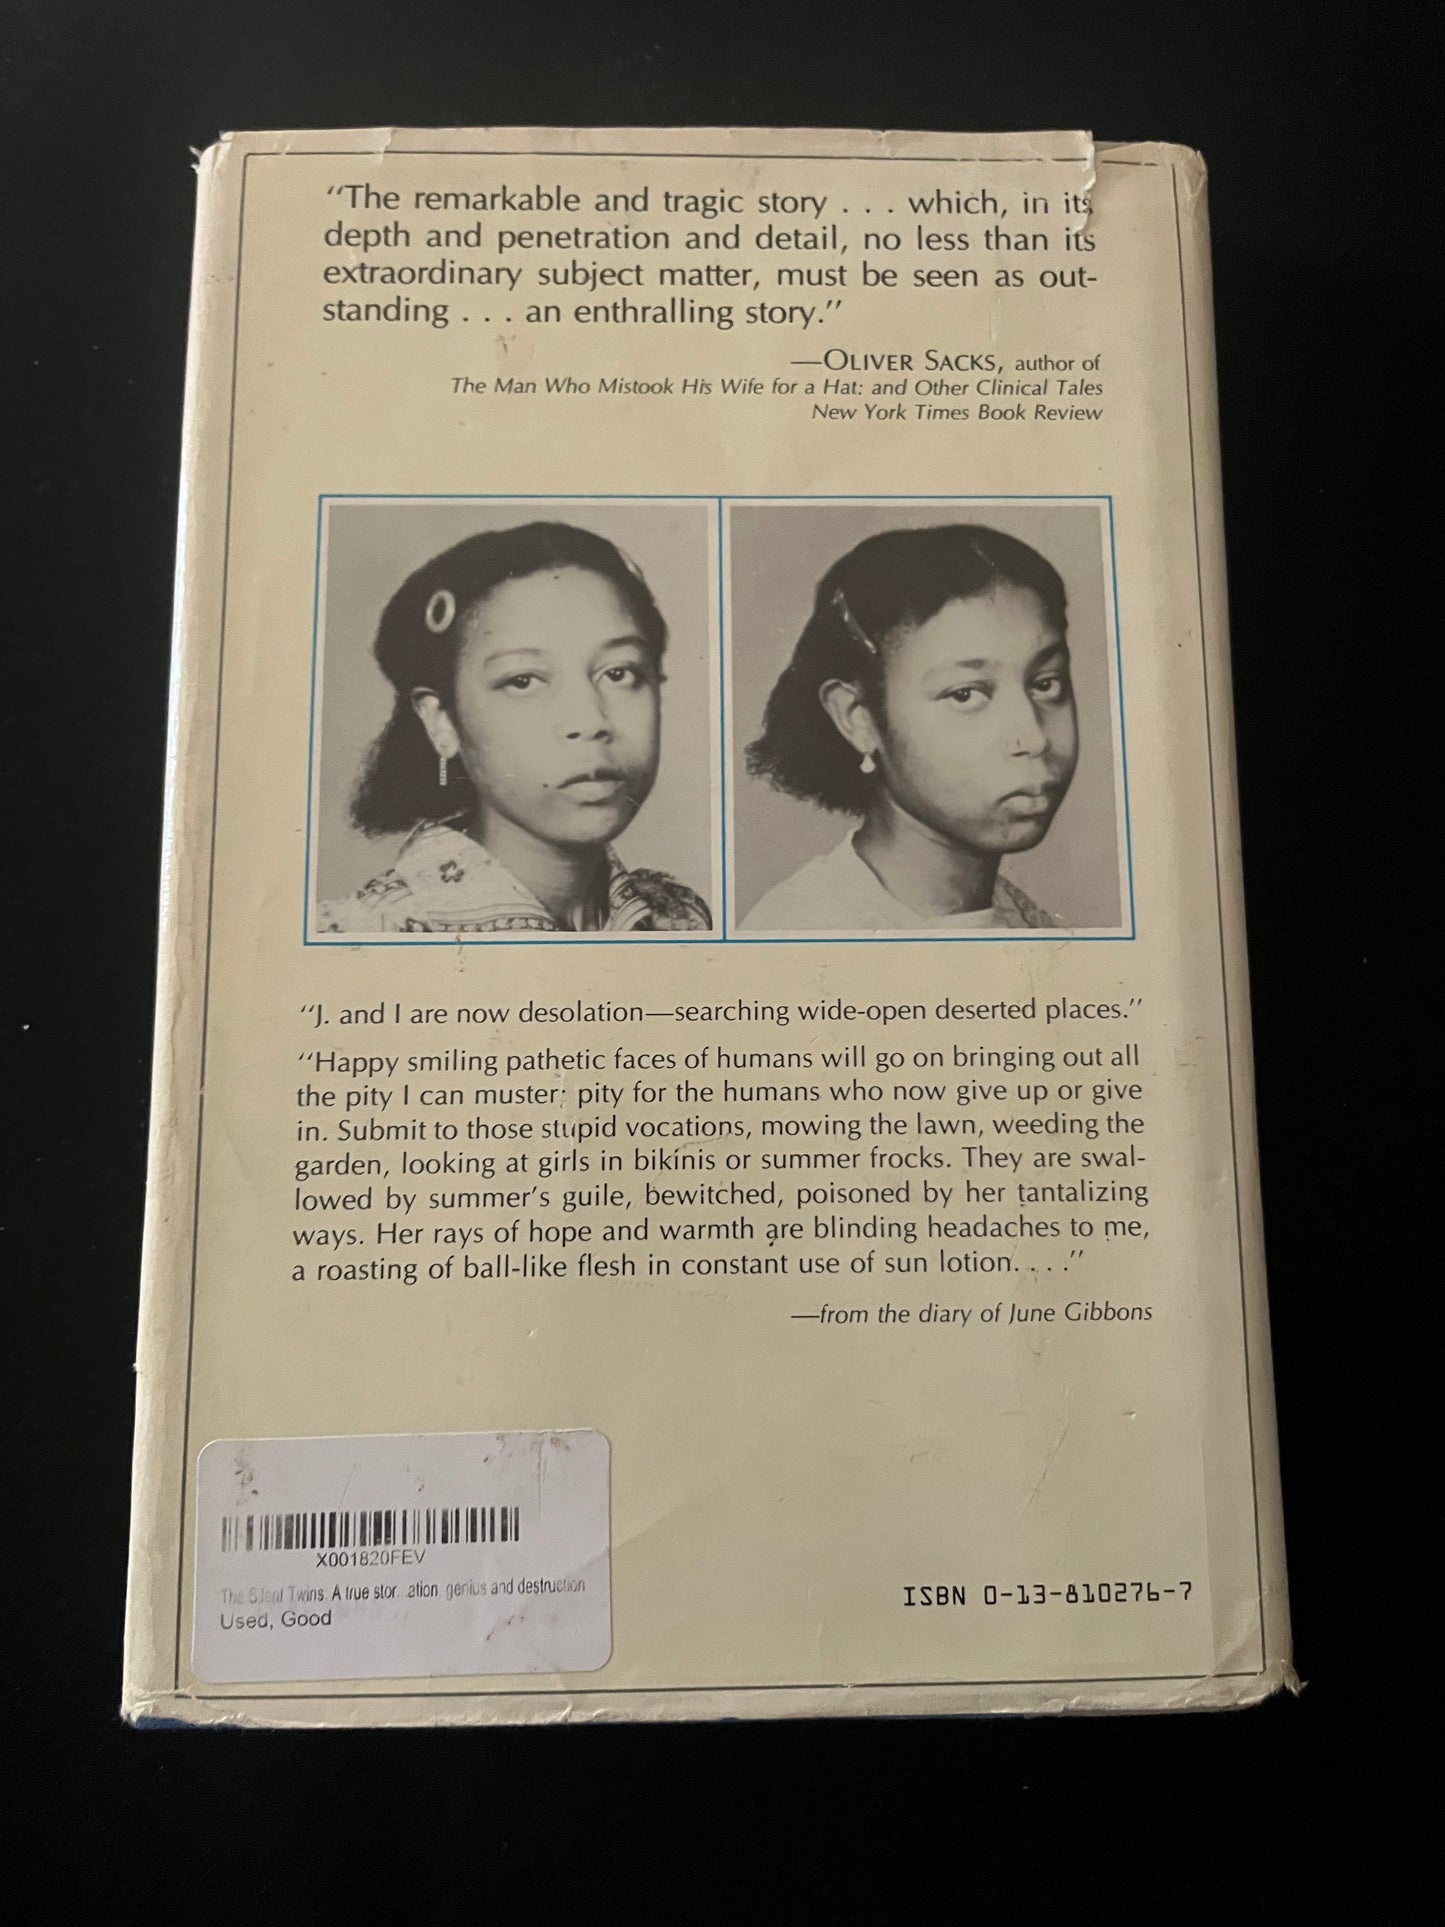 “The remarkable and tragic story . . . which, in its
depth and penetration and detail, no less than its
extraordinary subject matter, must be seen as out-
standing . . . an enthralling story.”
—OLIVER SACKS, author of
The Man Who Mistook His Wife for a Hat: and Other Clinical Tales
New York Times Book Review
“J. and I are now desolation—searching wide-open deserted places.”
“Happy smiling pathetic faces of humans will go on bringing out all
the pity I can muster; pity for the humans who now give up or give
in. Submit to those stupid vocations, mowing the lawn, weeding the
garden, looking at girls in bikinis or summer frocks. They are swal-
lowed by summer’s guile, bewitched, poisoned by her tantalizing
ways. Her rays of hope and warmth are blinding headaches to me,
a roasting of ball-like flesh in constant use of sun lotion. . . .”
—from the diary of June Gibbons
X001820FEV
The Silent Twins. A true stor...ation, genius and destruction
Used, Good
ISBN 0-13-810276-7